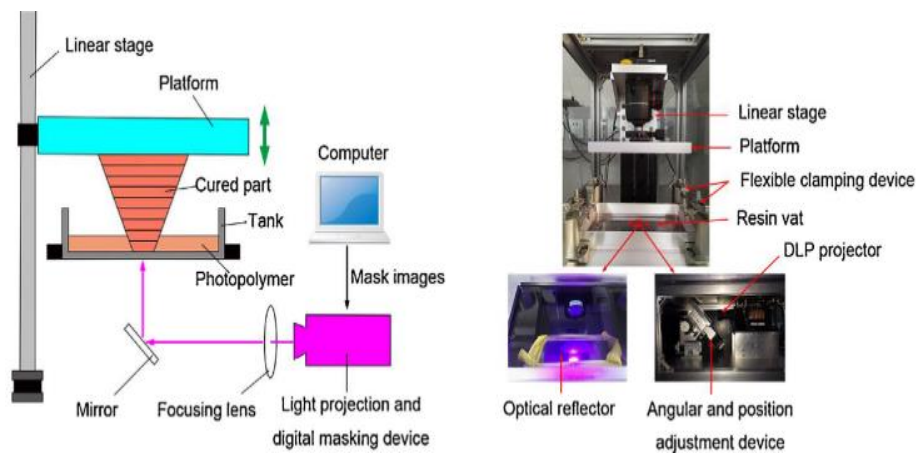 Linear stage
Platform
Cured part
Tank
Photopolymer
Computer
Mask images
Mirror
Focusing lens
Light projection and
digital masking device
Linear stage
Platform
Flexible clamping device
Resin vat
DLP projector
Optical reflector
Angular and position
adjustment device